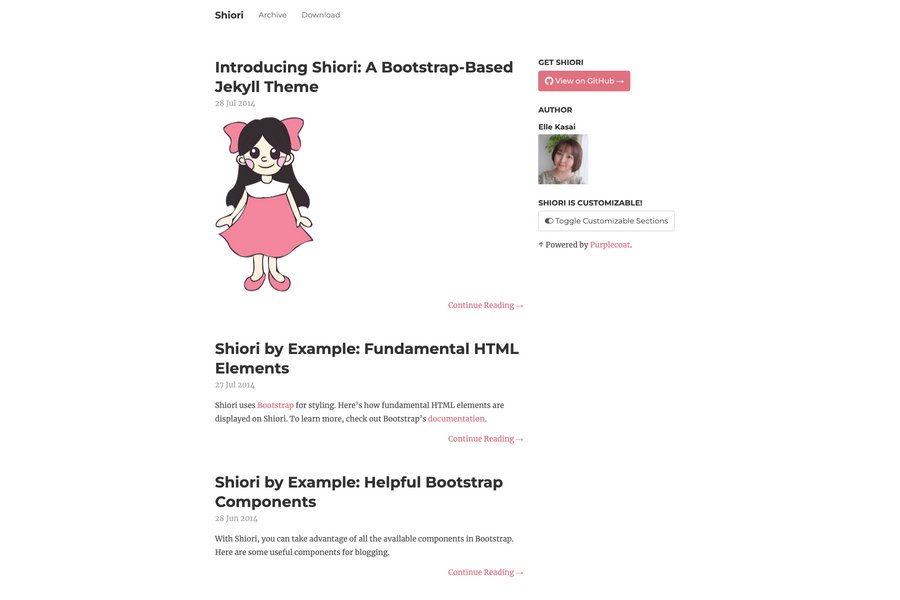 Shiori Archive Download
Introducing Shiori: A Bootstrap-Based
Jekyll Theme
28 Jul 2014
Continue Reading →
Shiori by Example: Fundamental HTML
Elements
27 Jul 2014
Shiori uses Bootstrap for styling. Here's how fundamental HTML elements are
displayed on Shiori. To learn more, check out Bootstrap's documentation.
Continue Reading →
Shiori by Example: Helpful Bootstrap
Components
28 Jun 2014
With Shiori, you can take advantage of all the available components in Bootstrap.
Here are some useful components for blogging.
Continue Reading →
GET SHIORI
View on GitHub →
AUTHOR
Elle Kasai
SHIORI IS CUSTOMIZABLE!
Toggle Customizable Sections
↑ Powered by Purplecoat.